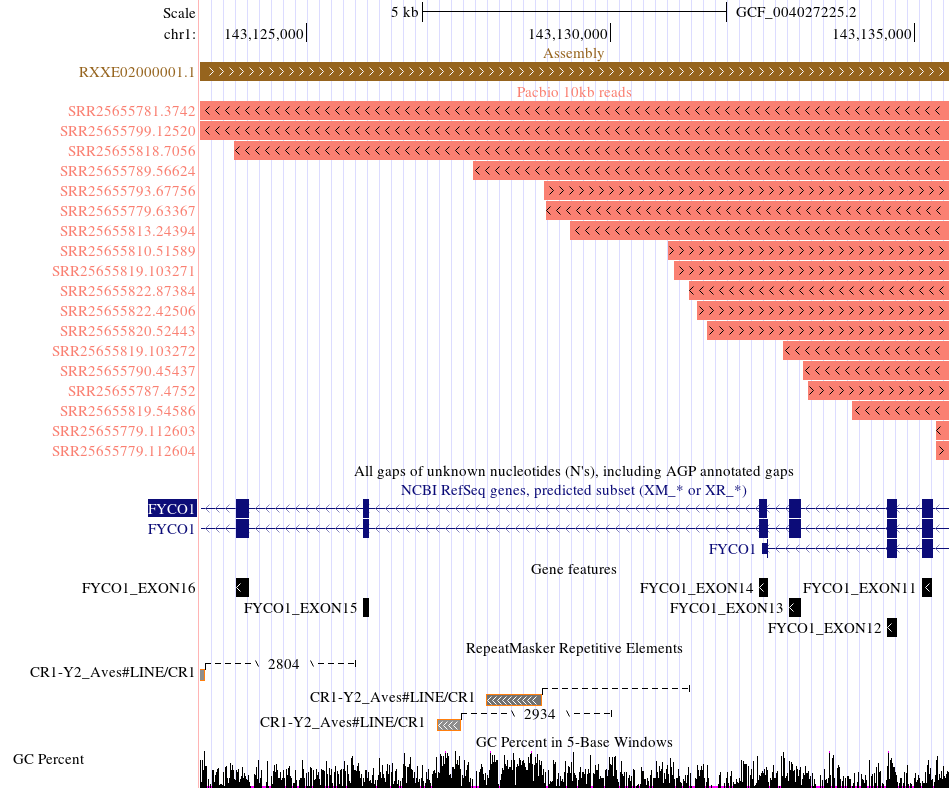 Scale 5 kb GCF_004027225.2
chr1: 143,125,000 143,130,000 143,135,000
Assembly
RXXE02000001.1
Pacbio 10kb reads
SRR25655781.3742
SRR25655799.12520
SRR25655818.7056
SRR25655789.56624
SRR25655793.67756
SRR25655779.63367
SRR25655813.24394
SRR25655810.51589
SRR25655819.103271
SRR25655822.87384
SRR25655822.42506
SRR25655820.52443
SRR25655819.103272
SRR25655790.45437
SRR25655787.4752
SRR25655819.54586
SRR25655779.112603
SRR25655779.112604
All gaps of unknown nucleotides (N's), including AGP annotated gaps
NCBI RefSeq genes, predicted subset (XM_* or XR_*)
FYCO1
FYCO1
FYCO1
Gene features
FYCO1_EXON16 FYCO1_EXON14 FYCO1_EXON11
FYCO1_EXON15 FYCO1_EXON13
FYCO1_EXON12
RepeatMasker Repetitive Elements
CR1-Y2_Aves#LINE/CR1 2804
CR1-Y2_Aves#LINE/CR1
CR1-Y2_Aves#LINE/CR1 2934
GC Percent in 5-Base Windows
GC Percent